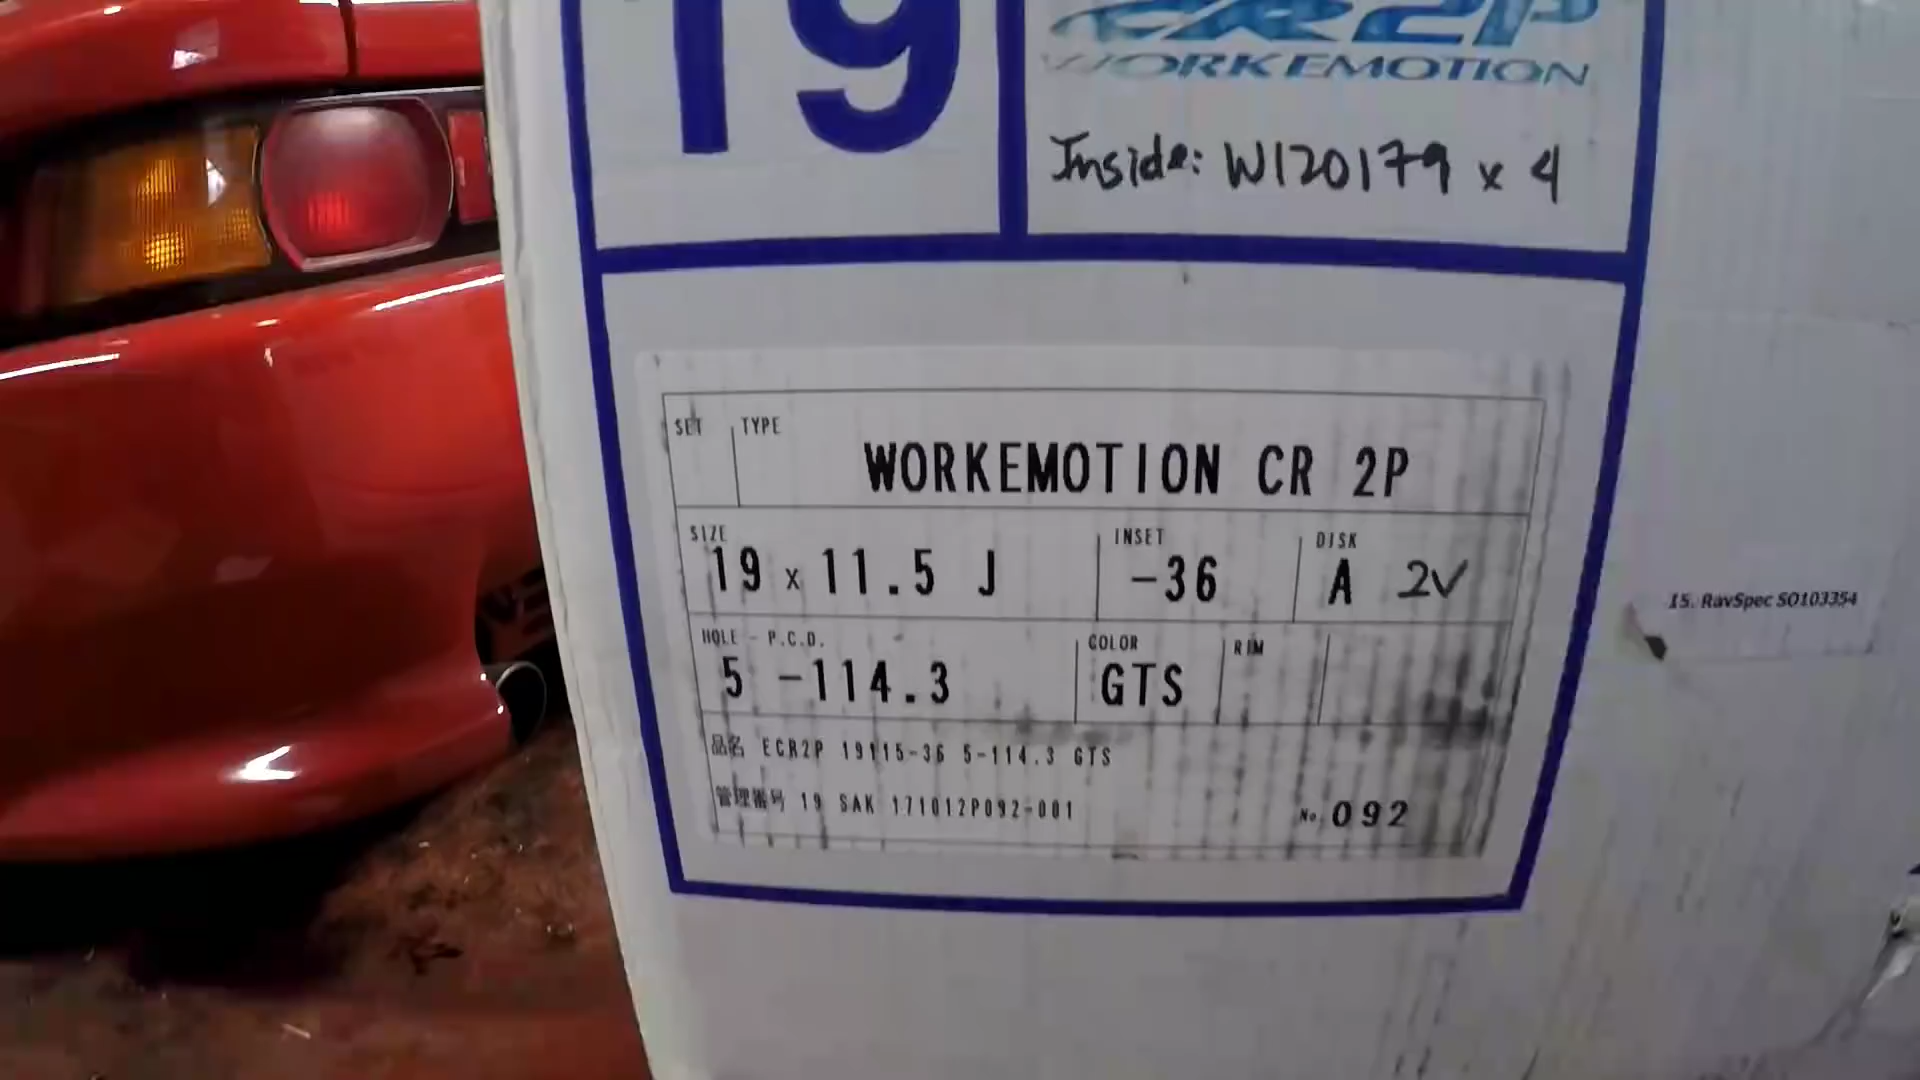 19
CR2P
WORK EMOTION
Inside: W120179 x 4
SET TYPE
WORKEMOTION CR 2P
SIZE INSET DISK
19 x 11.5 J -36 A 2V
HOLE - P.C.D. COLOR RIM
5 -114.3 GTS
品名 ECR2P 19115-36 5-114.3 GTS
管理番号 19 SAK 171012P092-001 No. 092
15. RavSpec SO103354